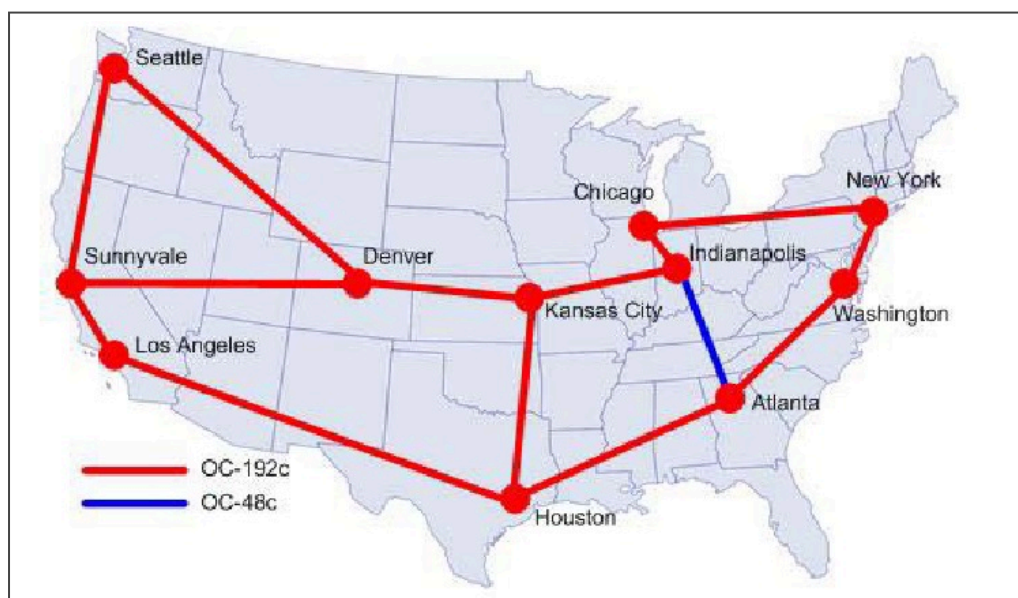 Seattle
Chicago
New York
Sunnyvale
Denver
Indianapolis
Kansas City
Washington
Los Angeles
Atlanta
OC-192c
OC-48c
Houston